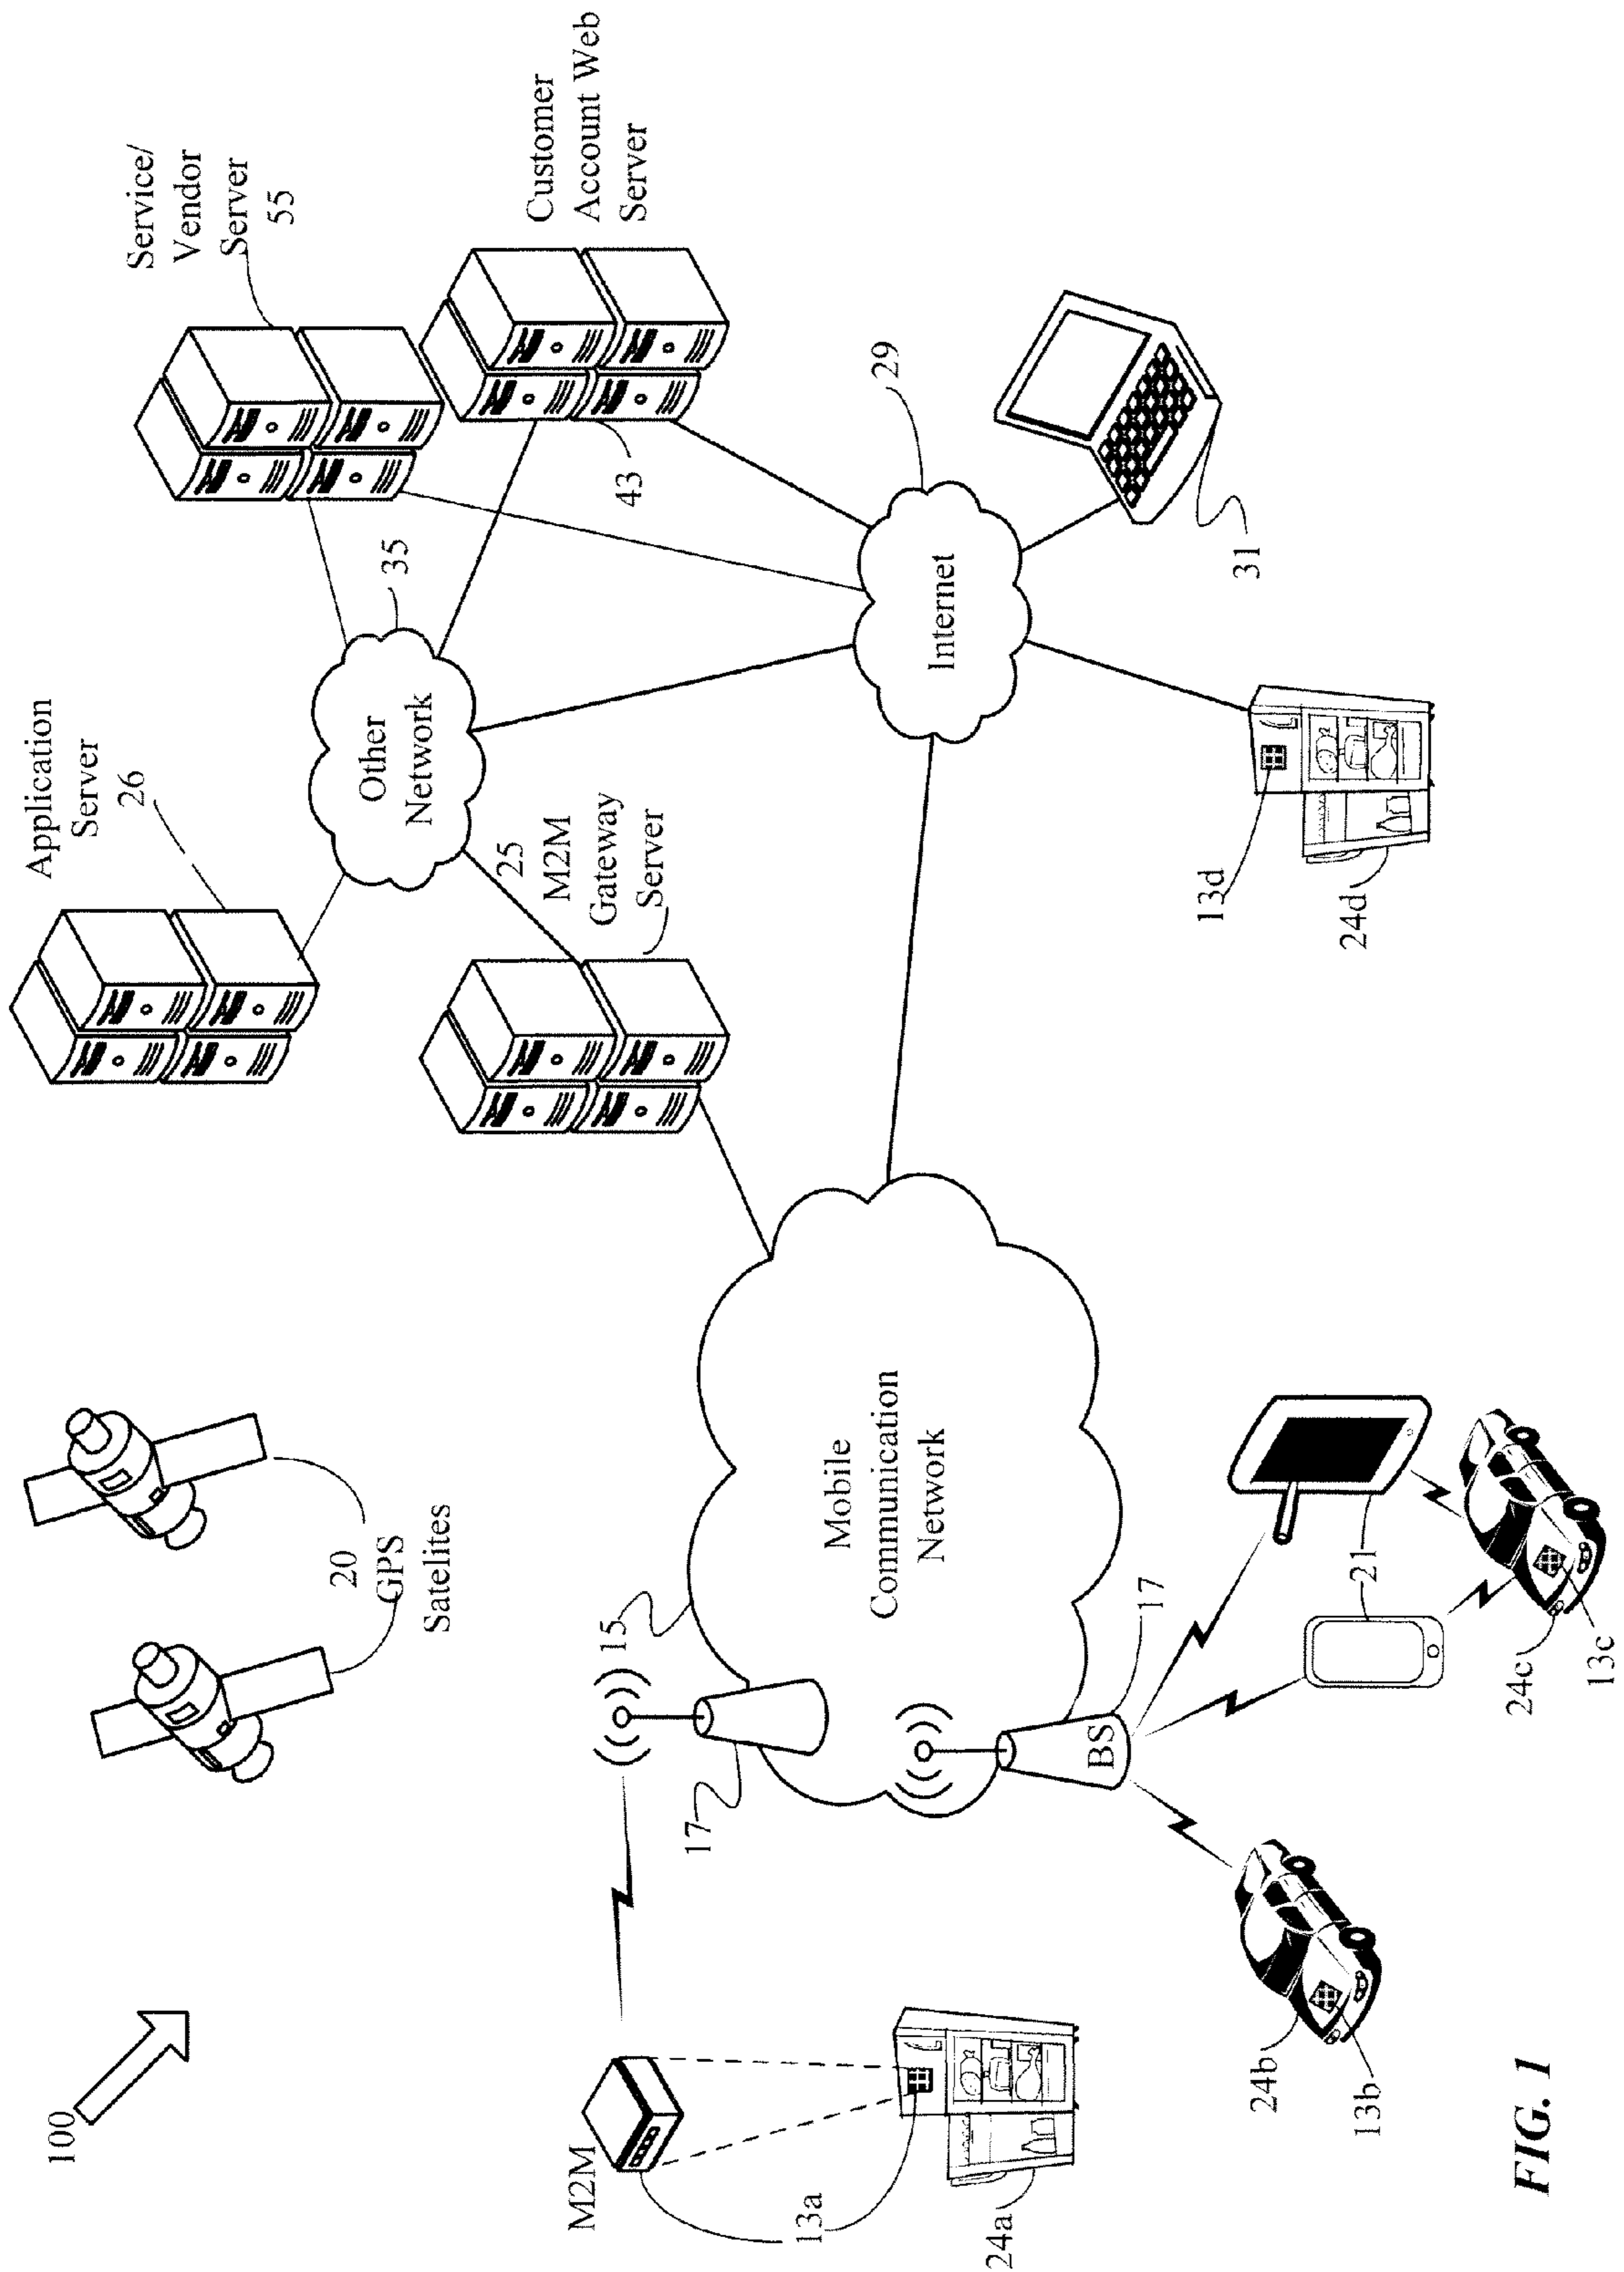 100
20
GPS
Satelites
Application
Server
26
Service/
Vendor
Server
55
Other
Network
35
Customer
Account Web
Server
43
25
M2M
Gateway
Server
M2M
13a
24a
17
15
Mobile
Communication
Network
BS
17
Internet
29
31
13d
24d
24b
13b
21
24c
13c
FIG. 1